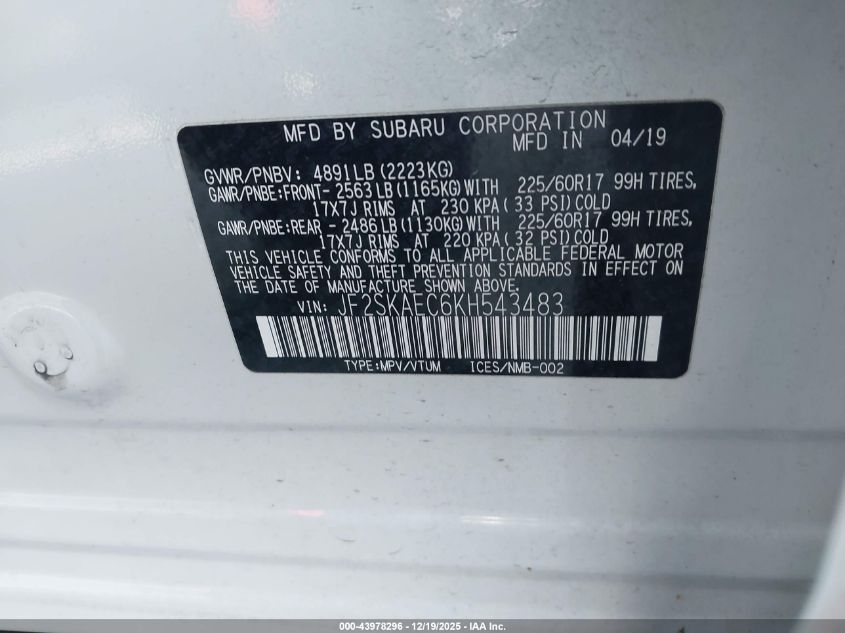 MFD BY SUBARU CORPORATION
MFD IN 04/19
GVWR/PNBV: 4891LB (2223KG)
GAWR/PNBE:FRONT- 2563LB (1165KG) WITH 225/60R17 99H TIRES,
17X7J RIMS AT 230 KPA( 33 PSI) COLD
GAWR/PNBE:REAR - 2486LB (1130KG) WITH 225/60R17 99H TIRES,
17X7J RIMS AT 220 KPA( 32 PSI) COLD
THIS VEHICLE CONFORMS TO ALL APPLICABLE FEDERAL MOTOR
VEHICLE SAFETY AND THEFT PREVENTION STANDARDS IN EFFECT ON
THE DATE OF MANUFACTURE SHOWN ABOVE.
VIN: JF2SKAEC6KH543483
TYPE:MPV/VTUM ICES/NMB-002
000-43978296 - 12/19/2025 - IAA Inc.